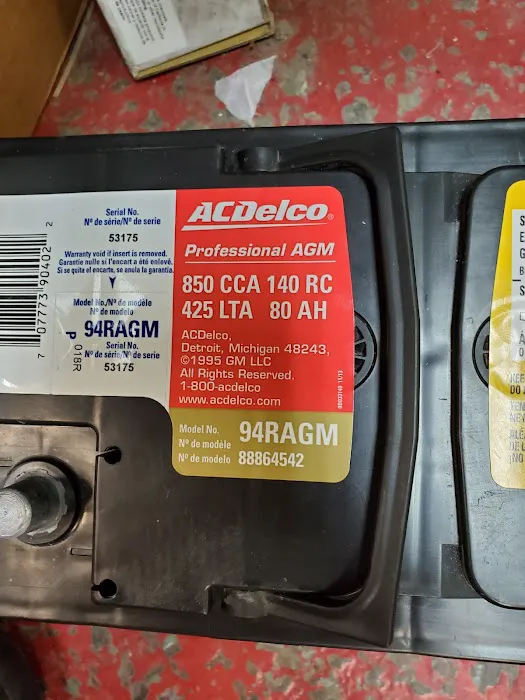 Serial No.
Nº de série/Nº de serie
53175
Warranty void if insert is removed.
Garantie nulle si l'encart a été enlevé.
Si se quita el encarte, se anula la garantía.
Model No./Nº de modèle
Nº de modelo
P 94RAGM
018R
Serial No.
Nº de série/Nº de serie
53175
7 07773 90402 2
ACDelco®
Professional AGM
850 CCA 140 RC
425 LTA 80 AH
ACDelco,
Detroit, Michigan 48243,
©1995 GM LLC
All Rights Reserved.
1-800-acdelco
www.acdelco.com
Model No.
Nº de modèle
Nº de modelo
94RAGM
88864542